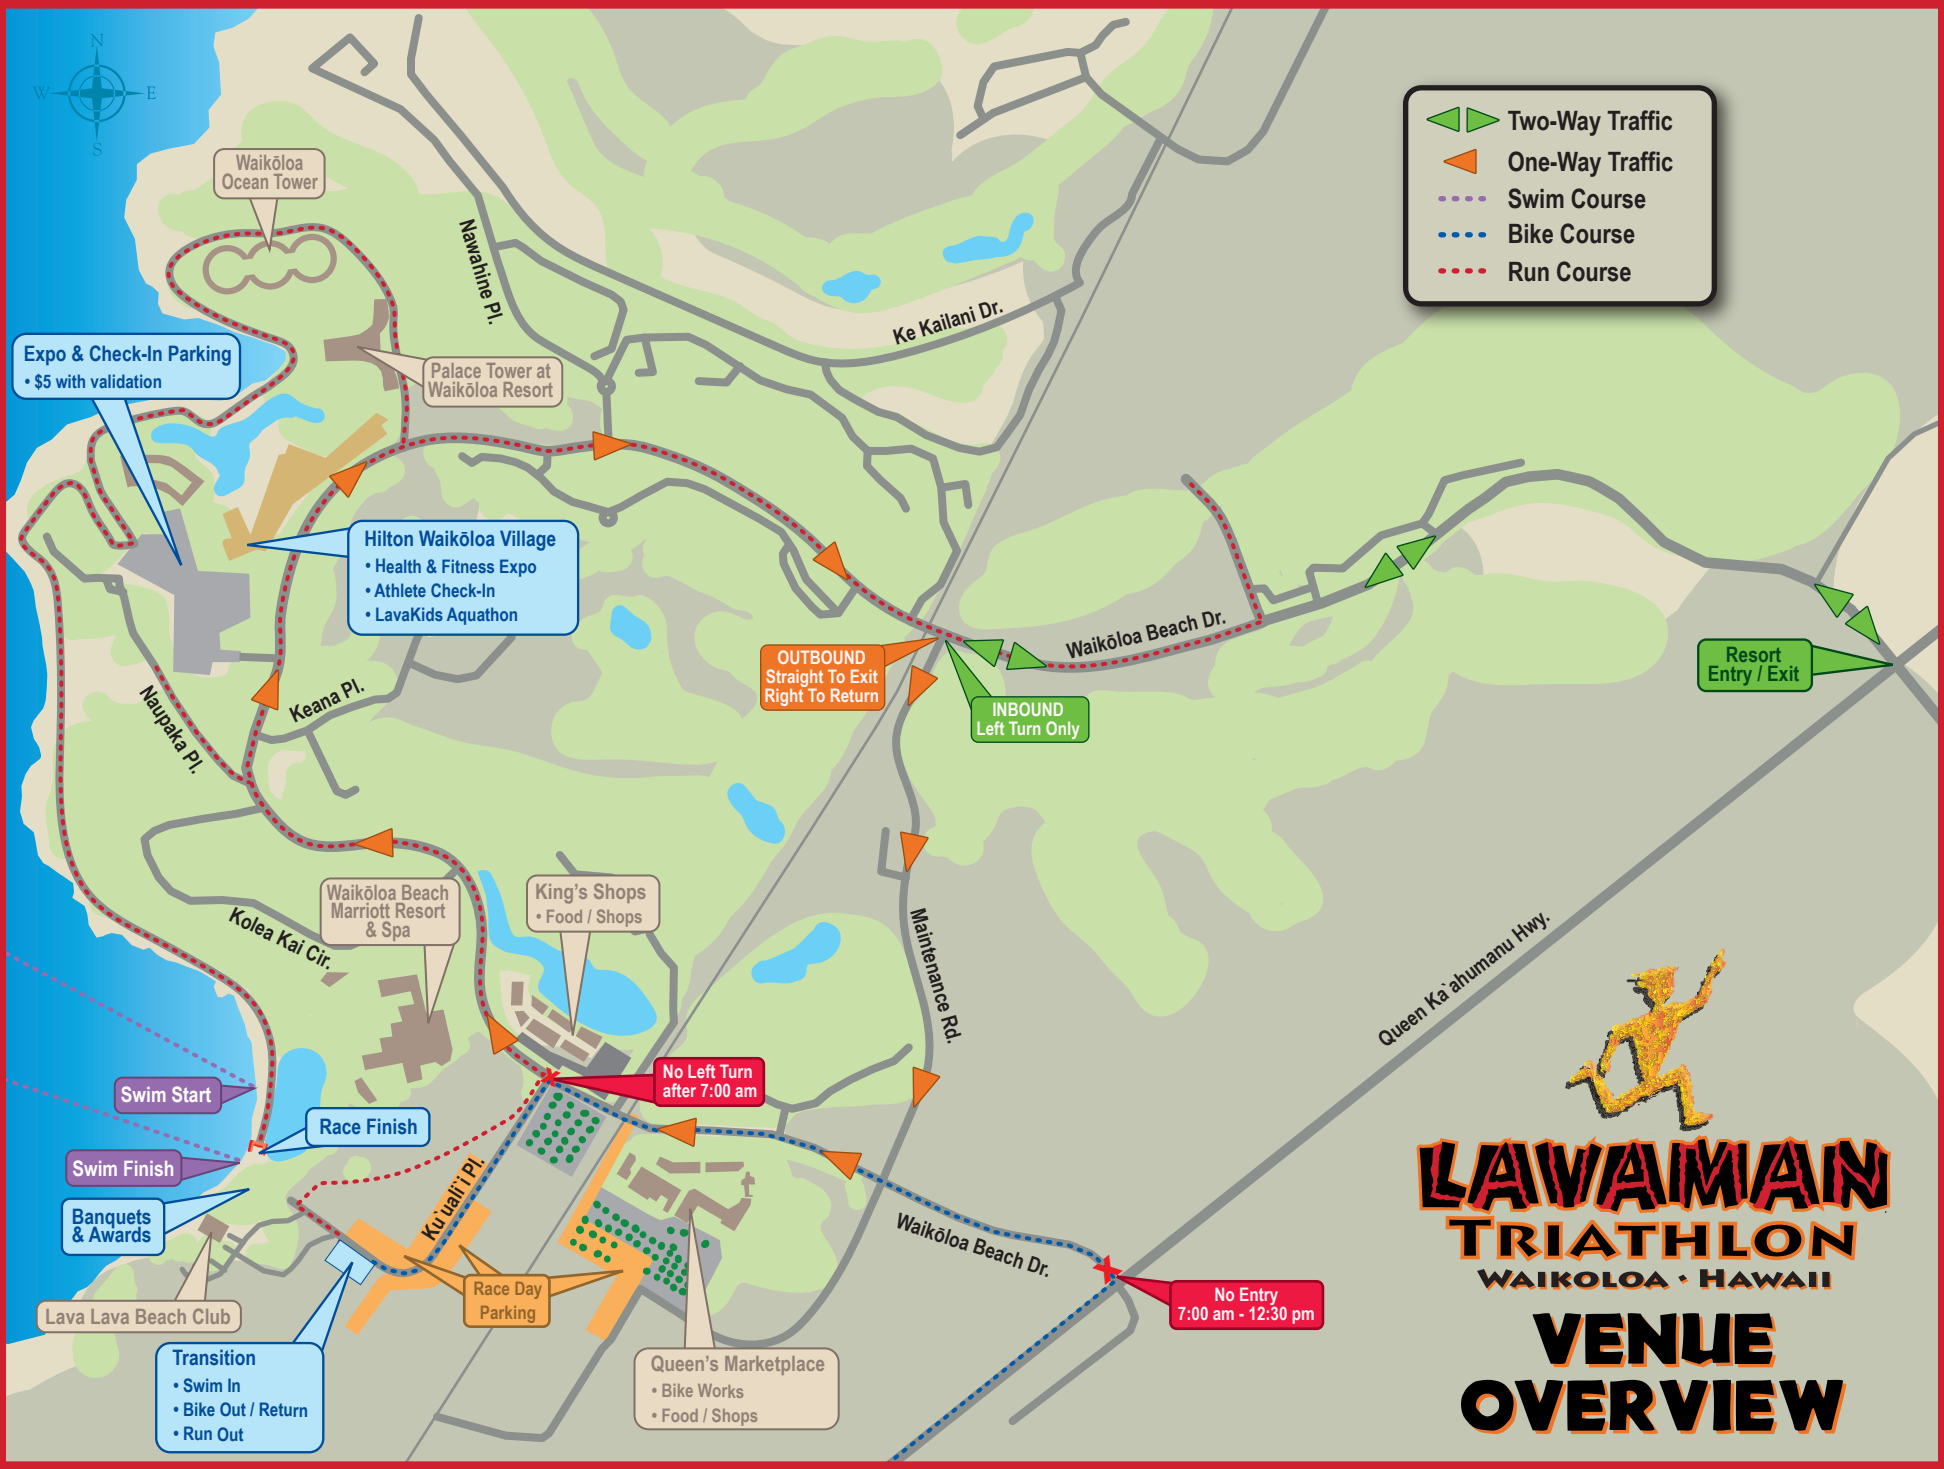 N
W
E
S
Two-Way Traffic
One-Way Traffic
Swim Course
Bike Course
Run Course
Waikōloa
Ocean Tower
Nawahine Pl.
Ke Kailani Dr.
Expo & Check-In Parking
• $5 with validation
Palace Tower at
Waikōloa Resort
Hilton Waikōloa Village
• Health & Fitness Expo
• Athlete Check-In
• LavaKids Aquathon
Waikōloa Beach Dr.
OUTBOUND
Straight To Exit
Right To Return
INBOUND
Left Turn Only
Resort
Entry / Exit
Naupaka Pl.
Keana Pl.
Kolea Kai Cir.
Waikōloa Beach
Marriott Resort
& Spa
King's Shops
• Food / Shops
Maintenance Rd.
Queen Ka`ahumanu Hwy.
No Left Turn
after 7:00 am
Swim Start
Race Finish
Swim Finish
Banquets
& Awards
Ku`uali`i Pl.
Waikōloa Beach Dr.
Race Day
Parking
No Entry
7:00 am - 12:30 pm
Lava Lava Beach Club
Transition
• Swim In
• Bike Out / Return
• Run Out
Queen's Marketplace
• Bike Works
• Food / Shops
LAVAMAN
TRIATHLON
WAIKOLOA · HAWAII
VENUE
OVERVIEW